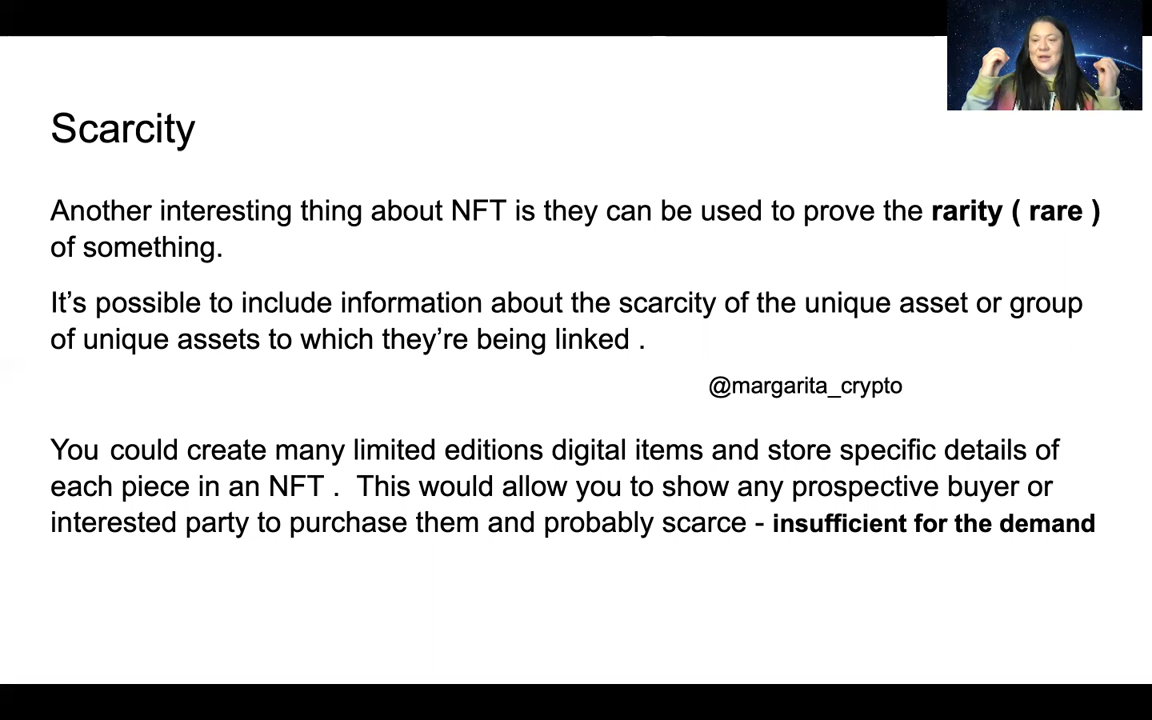 Scarcity
Another interesting thing about NFT is they can be used to prove the rarity ( rare )
of something.
It’s possible to include information about the scarcity of the unique asset or group
of unique assets to which they’re being linked .
@margarita_crypto
You could create many limited editions digital items and store specific details of
each piece in an NFT .  This would allow you to show any prospective buyer or
interested party to purchase them and probably scarce - insufficient for the demand